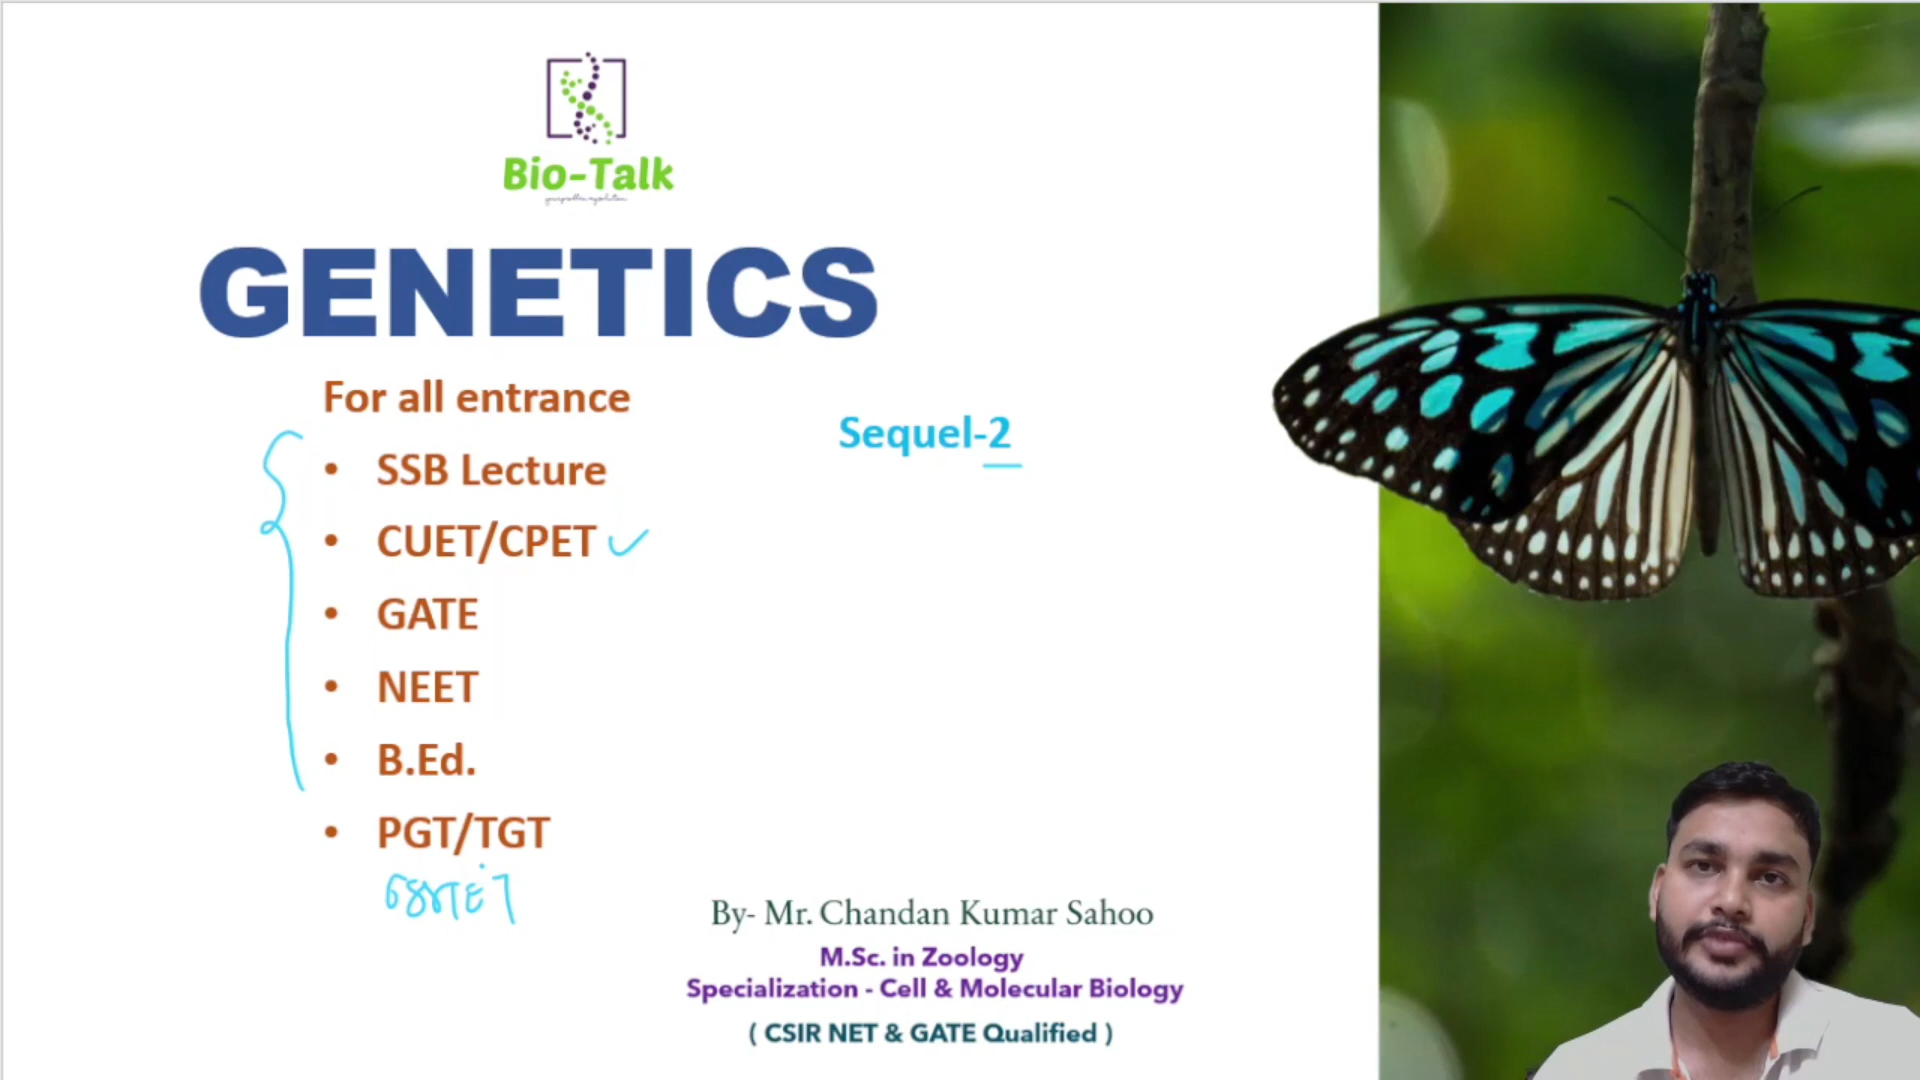 Bio-Talk
GENETICS
For all entrance
Sequel-2
• SSB Lecture
• CUET/CPET
• GATE
• NEET
• B.Ed.
• PGT/TGT
By- Mr. Chandan Kumar Sahoo
M.Sc. in Zoology
Specialization - Cell & Molecular Biology
( CSIR NET & GATE Qualified )